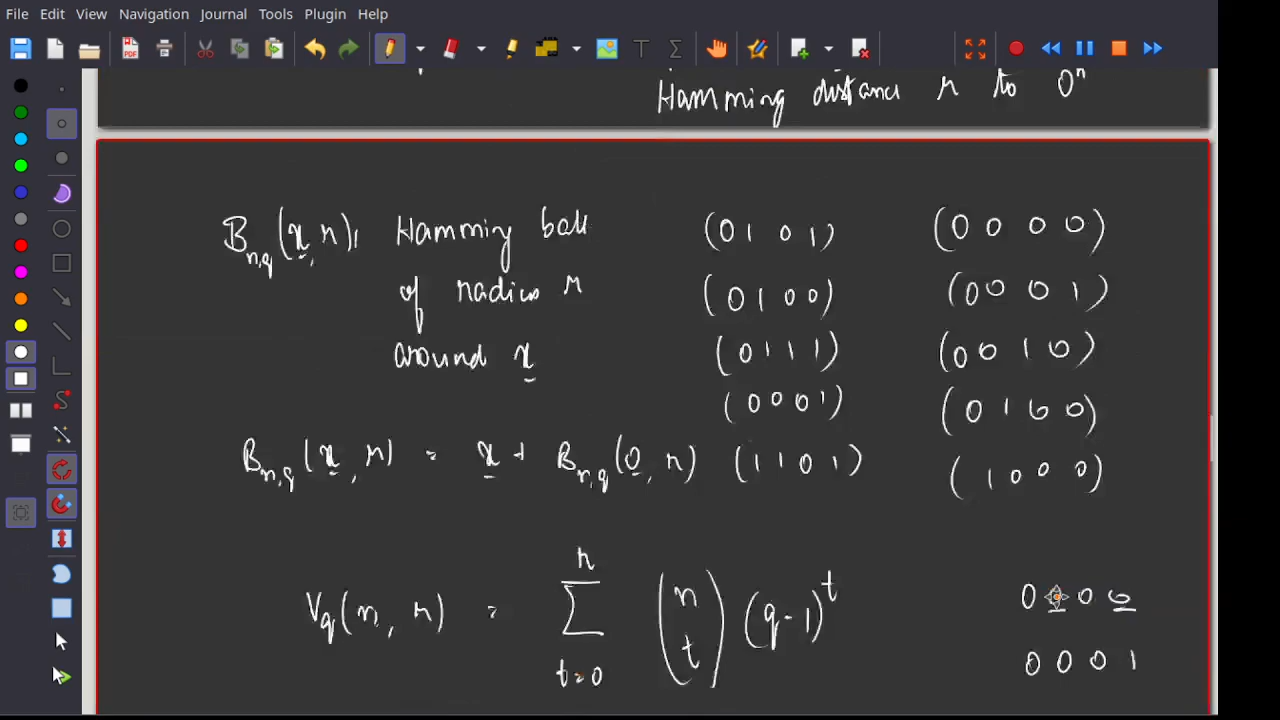 File Edit View Navigation Journal Tools Plugin Help
Hamming distance r to 0^n
B_{n,q}(x, r), Hamming ball
of radius r
around x
(0 1 0 1)
(0 1 0 0)
(0 1 1 1)
(0 0 0 1)
(1 1 0 1)
(0 0 0 0)
(0 0 0 1)
(0 0 1 0)
(0 1 0 0)
(1 0 0 0)
B_{n,q}(x, r) = x + B_{n,q}(0, r)
V_q(n, r) = \sum_{t=0}^{r} \binom{n}{t} (q-1)^t
0 0 0 0
0 0 0 1